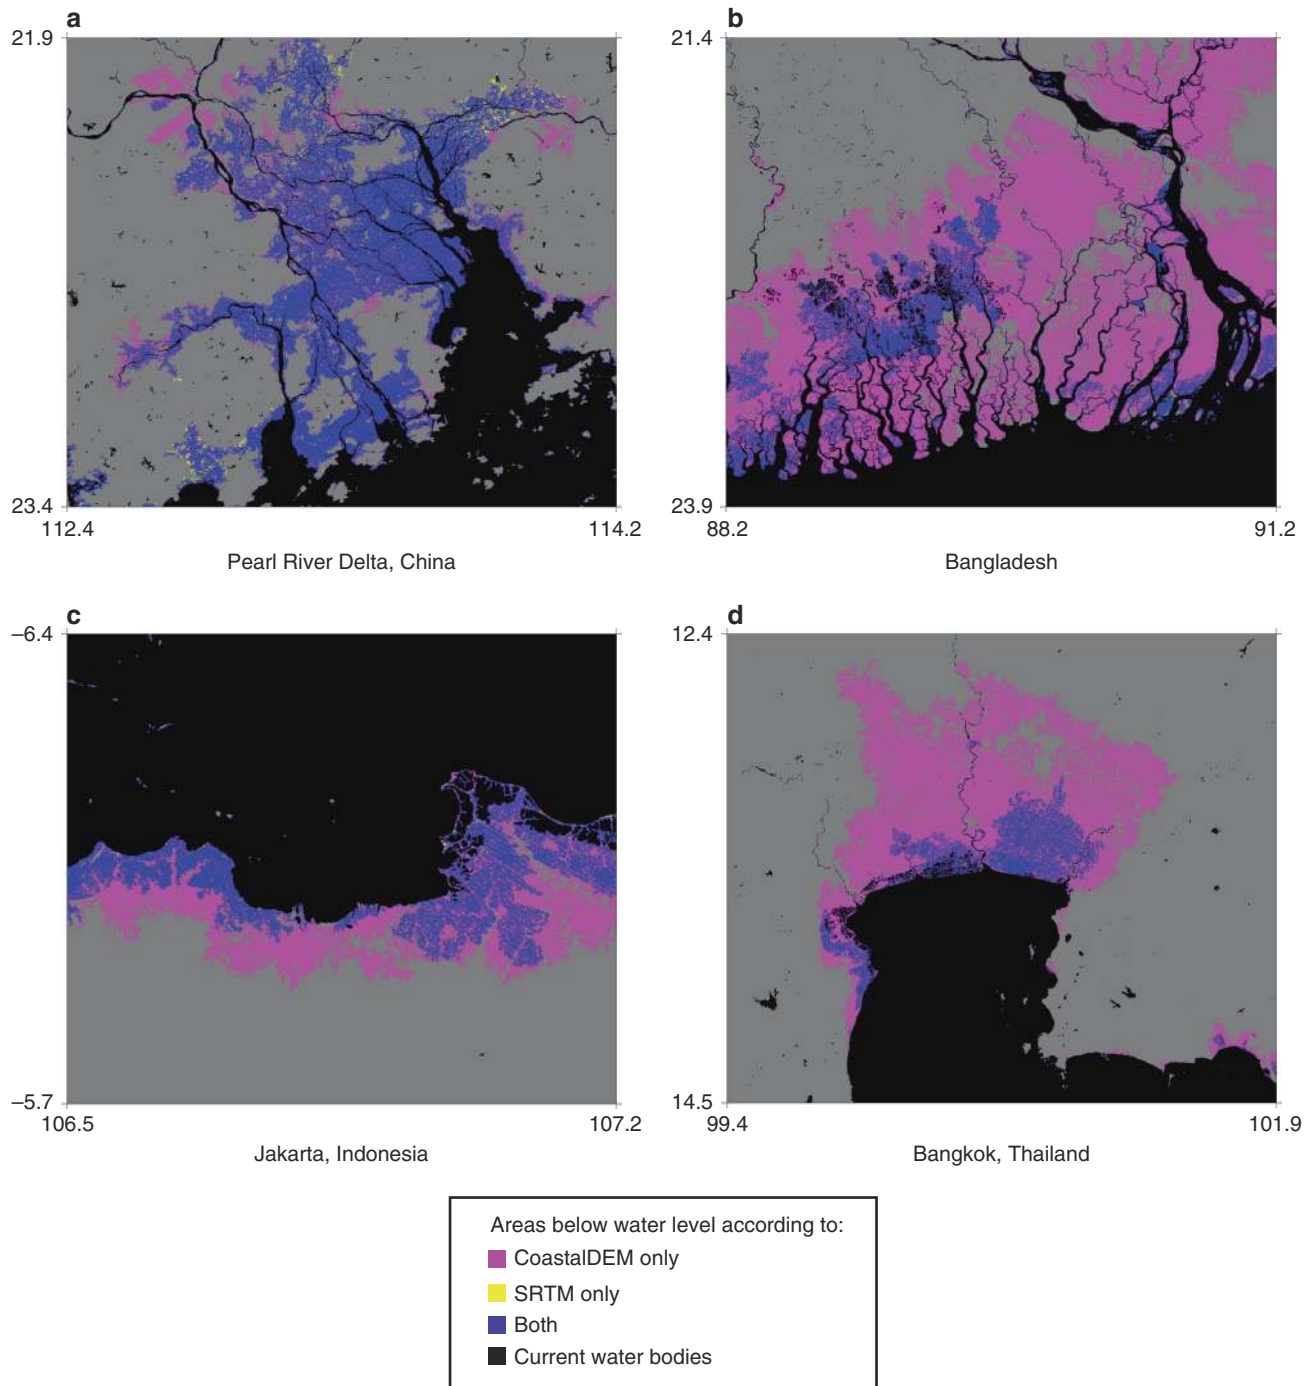 a
21.9
23.4
112.4
114.2
Pearl River Delta, China
b
21.4
23.9
88.2
91.2
Bangladesh
c
–6.4
–5.7
106.5
107.2
Jakarta, Indonesia
d
12.4
14.5
99.4
101.9
Bangkok, Thailand
Areas below water level according to:
CoastalDEM only
SRTM only
Both
Current water bodies